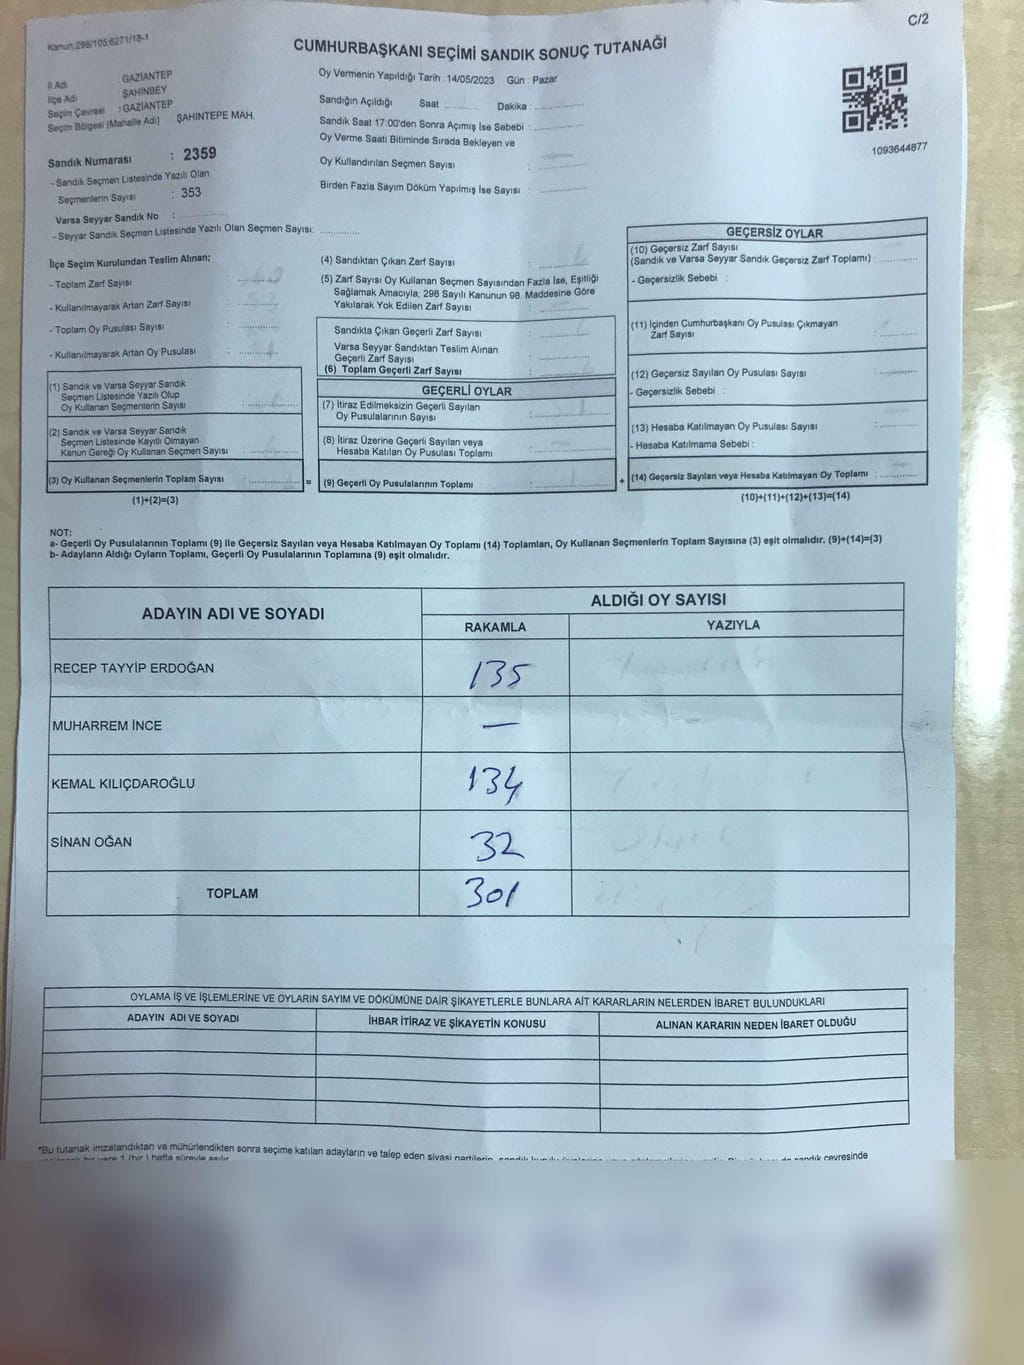 C/2
Kanun:298/105;6271/18-1
CUMHURBAŞKANI SEÇİMİ SANDIK SONUÇ TUTANAĞI
İl Adı GAZİANTEP
İlçe Adı ŞAHİNBEY
Seçim Çevresi : GAZİANTEP
Seçim Bölgesi (Mahalle Adı) : ŞAHİNTEPE MAH.
Sandık Numarası : 2359
- Sandık Seçmen Listesinde Yazılı Olan
Seçmenlerin Sayısı : 353
Varsa Seyyar Sandık No :
- Seyyar Sandık Seçmen Listesinde Yazılı Olan Seçmen Sayısı:
Oy Vermenin Yapıldığı Tarih : 14/05/2023 Gün : Pazar
Sandığın Açıldığı Saat Dakika :
Sandık Saat 17:00'den Sonra Açımış İse Sebebi :
Oy Verme Saati Bitiminde Sırada Bekleyen ve
Oy Kullandırılan Seçmen Sayısı :
Birden Fazla Sayım Döküm Yapılmış İse Sayısı :
1093644877
İlçe Seçim Kurulundan Teslim Alınan;
- Toplam Zarf Sayısı :
- Kullanılmayarak Artan Zarf Sayısı :
- Toplam Oy Pusulası Sayısı :
- Kullanılmayarak Artan Oy Pusulası :
(1) Sandık ve Varsa Seyyar Sandık
Seçmen Listesinde Yazılı Olup
Oy Kullanan Seçmenlerin Sayısı :
(2) Sandık ve Varsa Seyyar Sandık
Seçmen Listesinde Kayıtlı Olmayan
Kanun Gereği Oy Kullanan Seçmen Sayısı :
(3) Oy Kullanan Seçmenlerin Toplam Sayısı :
(1)+(2)=(3)
=
(4) Sandıktan Çıkan Zarf Sayısı :
(5) Zarf Sayısı Oy Kullanan Seçmen Sayısından Fazla İse, Eşitliği
Sağlamak Amacıyla; 298 Sayılı Kanunun 98. Maddesine Göre
Yakılarak Yok Edilen Zarf Sayısı :
Sandıkta Çıkan Geçerli Zarf Sayısı :
Varsa Seyyar Sandıktan Teslim Alınan
Geçerli Zarf Sayısı :
(6) Toplam Geçerli Zarf Sayısı :
GEÇERLİ OYLAR
(7) İtiraz Edilmeksizin Geçerli Sayılan
Oy Pusulalarının Sayısı :
(8) İtiraz Üzerine Geçerli Sayılan veya
Hesaba Katılan Oy Pusulası Toplamı :
(9) Geçerli Oy Pusulalarının Toplamı :
+
GEÇERSİZ OYLAR
(10) Geçersiz Zarf Sayısı
(Sandık ve Varsa Seyyar Sandık Geçersiz Zarf Toplamı) :
- Geçersizlik Sebebi :
(11) İçinden Cumhurbaşkanı Oy Pusulası Çıkmayan
Zarf Sayısı :
(12) Geçersiz Sayılan Oy Pusulası Sayısı :
- Geçersizlik Sebebi :
(13) Hesaba Katılmayan Oy Pusulası Sayısı :
- Hesaba Katılmama Sebebi :
(14) Geçersiz Sayılan veya Hesaba Katılmayan Oy Toplamı :
(10)+(11)+(12)+(13)=(14)
NOT:
a- Geçerli Oy Pusulalarının Toplamı (9) ile Geçersiz Sayılan veya Hesaba Katılmayan Oy Toplamı (14) Toplamları, Oy Kullanan Seçmenlerin Toplam Sayısına (3) eşit olmalıdır. (9)+(14)=(3)
b- Adayların Aldığı Oyların Toplamı, Geçerli Oy Pusulalarının Toplamına (9) eşit olmalıdır.
ADAYIN ADI VE SOYADI
ALDIĞI OY SAYISI
RAKAMLA YAZIYLA
RECEP TAYYİP ERDOĞAN 135
MUHARREM İNCE —
KEMAL KILIÇDAROĞLU 134
SİNAN OĞAN 32
TOPLAM 301
OYLAMA İŞ VE İŞLEMLERİNE VE OYLARIN SAYIM VE DÖKÜMÜNE DAİR ŞİKAYETLERLE BUNLARA AİT KARARLARIN NELERDEN İBARET BULUNDUKLARI
ADAYIN ADI VE SOYADI İHBAR İTİRAZ VE ŞİKAYETİN KONUSU ALINAN KARARIN NEDEN İBARET OLDUĞU
*Bu tutanak imzalandıktan ve mühürlendikten sonra seçime katılan adayların ve talep eden siyasi partilerin, sandık